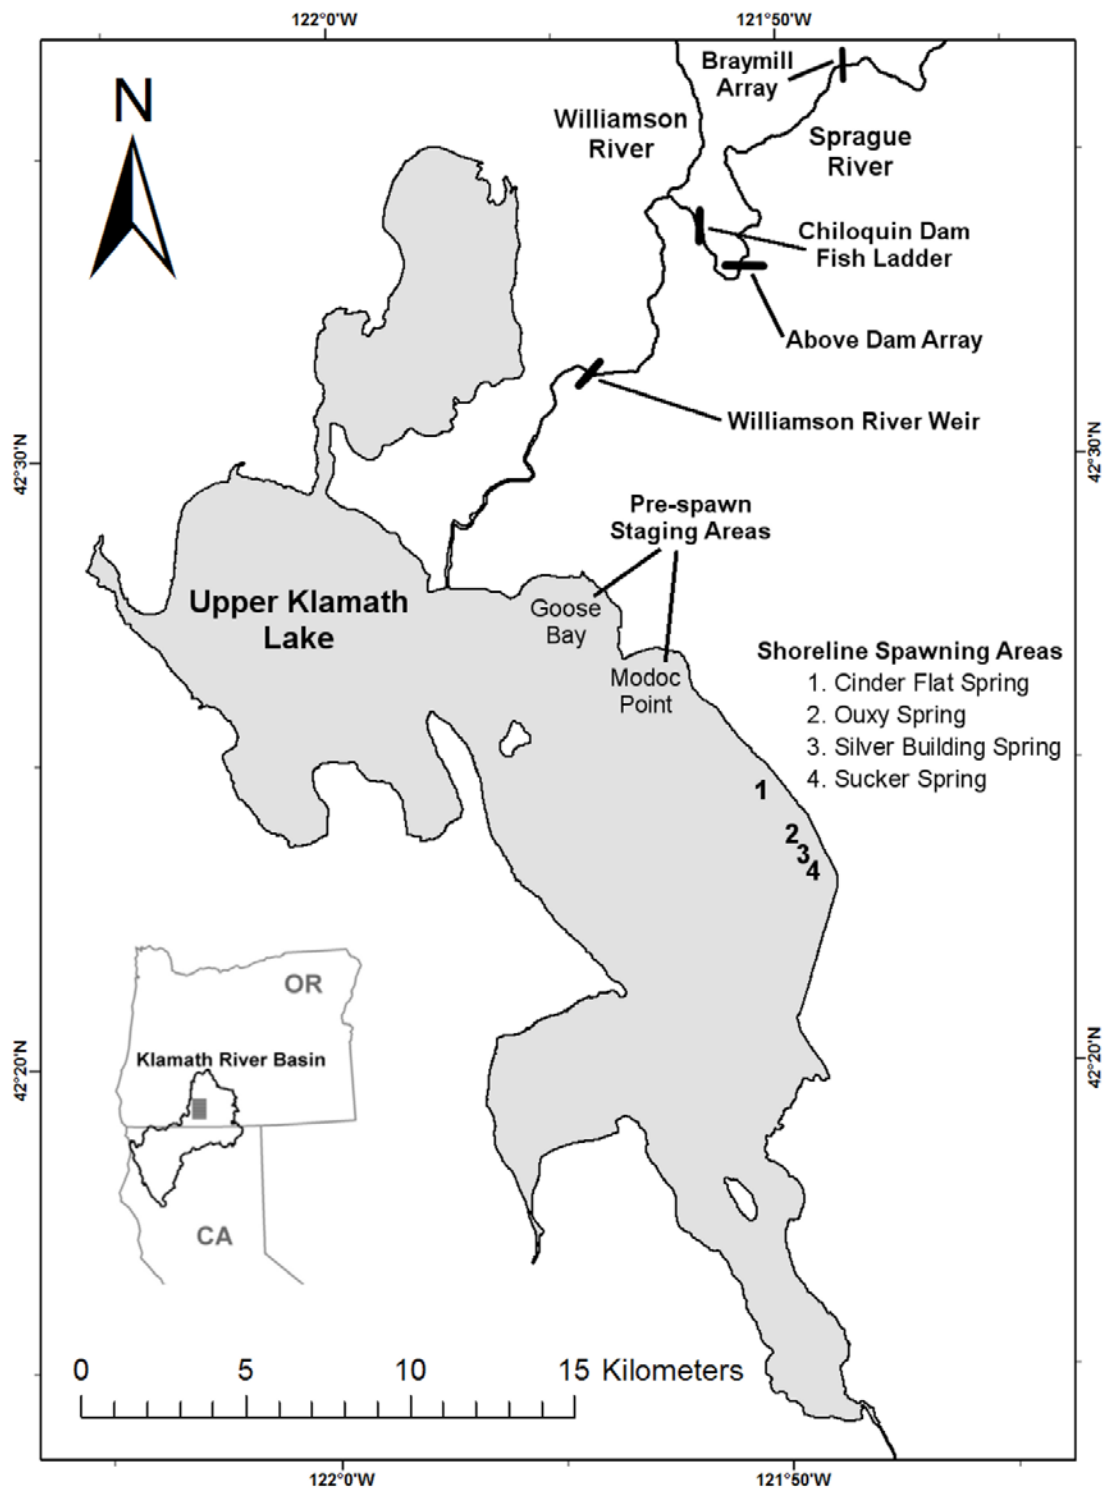 122°0'W
121°50'W
N
Braymill
Array
Williamson
River
Sprague
River
Chiloquin Dam
Fish Ladder
Above Dam Array
Williamson River Weir
42°30'N
42°30'N
Pre-spawn
Staging Areas
Upper Klamath
Lake
Goose
Bay
Modoc
Point
Shoreline Spawning Areas
1. Cinder Flat Spring
2. Ouxy Spring
3. Silver Building Spring
4. Sucker Spring
1
2
3
4
OR
Klamath River Basin
CA
42°20'N
42°20'N
0 5 10 15 Kilometers
122°0'W
121°50'W